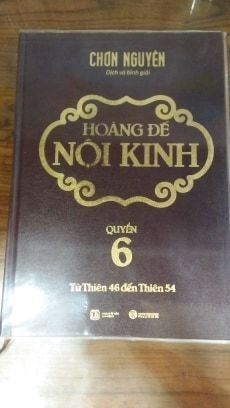 CHƠN NGUYÊN
Dịch và bình giải
HOÀNG ĐẾ
NỘI KINH
QUYỂN
6
Từ Thiên 46 đến Thiên 54